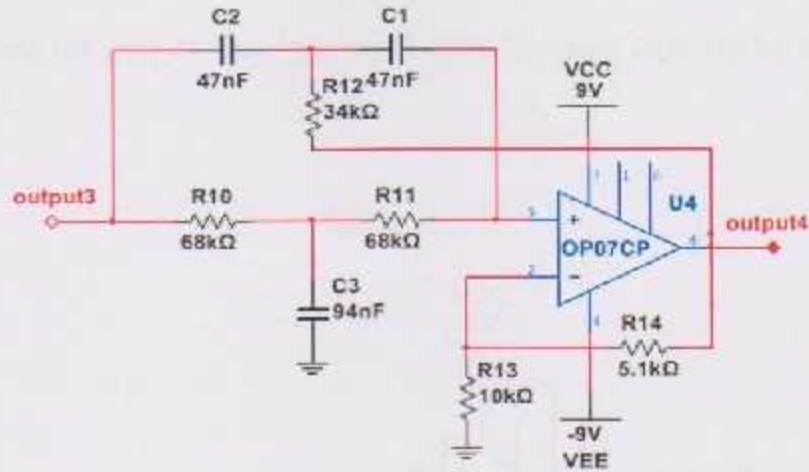 C2
C1
47nF
47nF
R12
34kΩ
VCC
9V
output3
R10
R11
68kΩ
68kΩ
U4
output4
OP07CP
+
−
2
C3
94nF
R14
5.1kΩ
R13
10kΩ
-9V
VEE